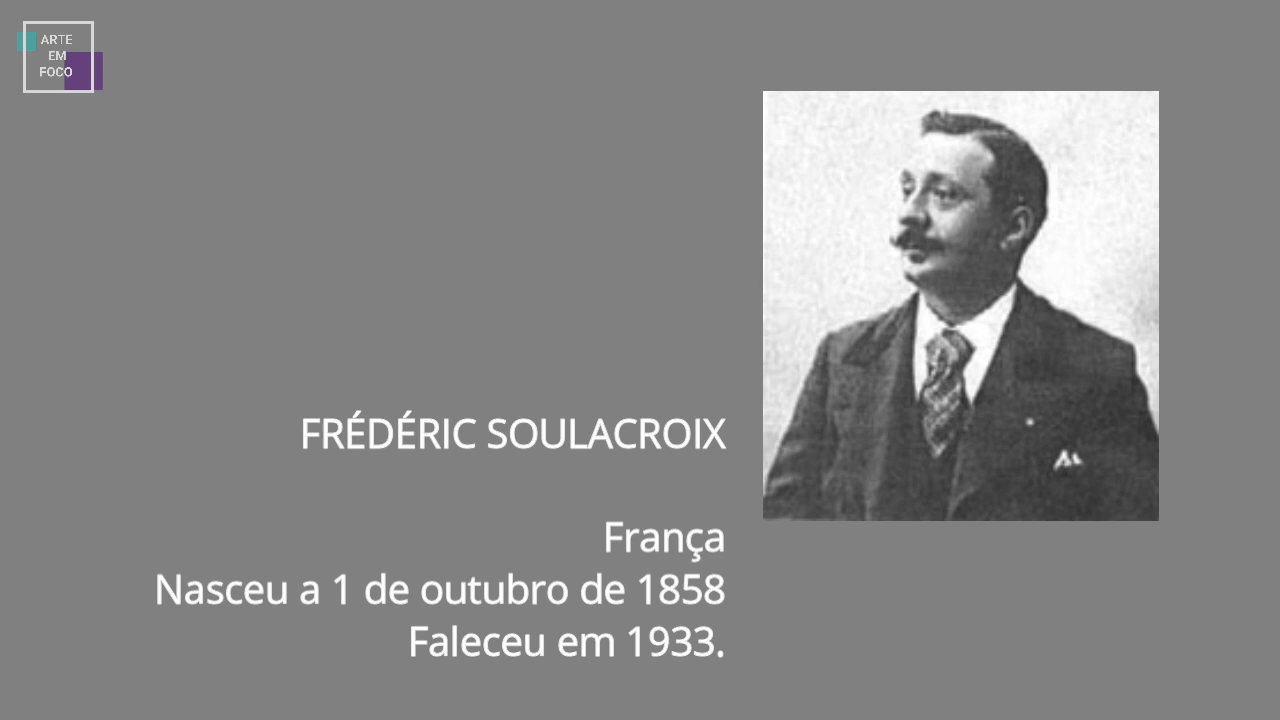 ARTE
EM
FOCO
FRÉDÉRIC SOULACROIX
França
Nasceu a 1 de outubro de 1858
Faleceu em 1933.